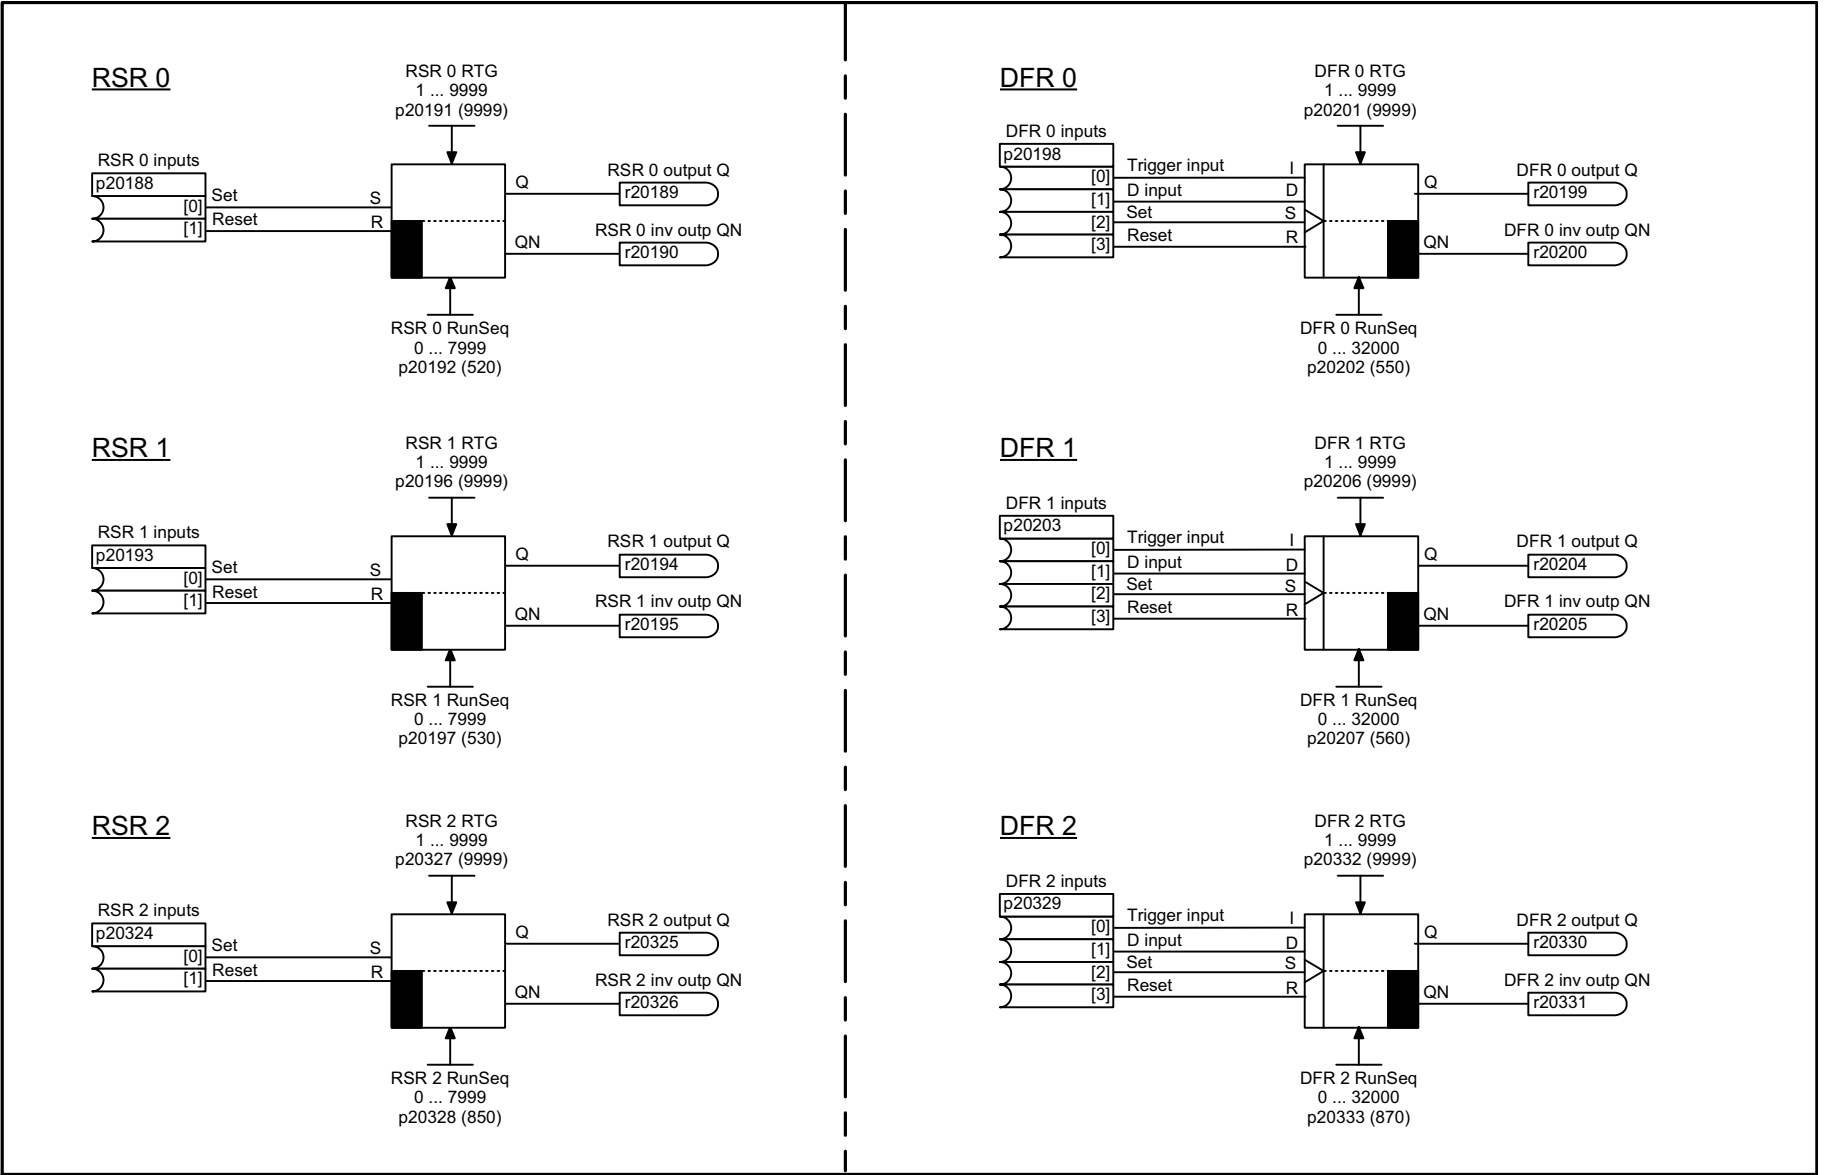 RSR 0
RSR 0 RTG
1 ... 9999
p20191 (9999)
RSR 0 inputs
p20188
[0]
Set
S
[1]
Reset
R
Q
RSR 0 output Q
r20189
QN
RSR 0 inv outp QN
r20190
RSR 0 RunSeq
0 ... 7999
p20192 (520)
RSR 1
RSR 1 RTG
1 ... 9999
p20196 (9999)
RSR 1 inputs
p20193
[0]
Set
S
[1]
Reset
R
Q
RSR 1 output Q
r20194
QN
RSR 1 inv outp QN
r20195
RSR 1 RunSeq
0 ... 7999
p20197 (530)
RSR 2
RSR 2 RTG
1 ... 9999
p20327 (9999)
RSR 2 inputs
p20324
[0]
Set
S
[1]
Reset
R
Q
RSR 2 output Q
r20325
QN
RSR 2 inv outp QN
r20326
RSR 2 RunSeq
0 ... 7999
p20328 (850)
DFR 0
DFR 0 RTG
1 ... 9999
p20201 (9999)
DFR 0 inputs
p20198
[0]
Trigger input
I
[1]
D input
D
[2]
Set
S
[3]
Reset
R
Q
DFR 0 output Q
r20199
QN
DFR 0 inv outp QN
r20200
DFR 0 RunSeq
0 ... 32000
p20202 (550)
DFR 1
DFR 1 RTG
1 ... 9999
p20206 (9999)
DFR 1 inputs
p20203
[0]
Trigger input
I
[1]
D input
D
[2]
Set
S
[3]
Reset
R
Q
DFR 1 output Q
r20204
QN
DFR 1 inv outp QN
r20205
DFR 1 RunSeq
0 ... 32000
p20207 (560)
DFR 2
DFR 2 RTG
1 ... 9999
p20332 (9999)
DFR 2 inputs
p20329
[0]
Trigger input
I
[1]
D input
D
[2]
Set
S
[3]
Reset
R
Q
DFR 2 output Q
r20330
QN
DFR 2 inv outp QN
r20331
DFR 2 RunSeq
0 ... 32000
p20333 (870)